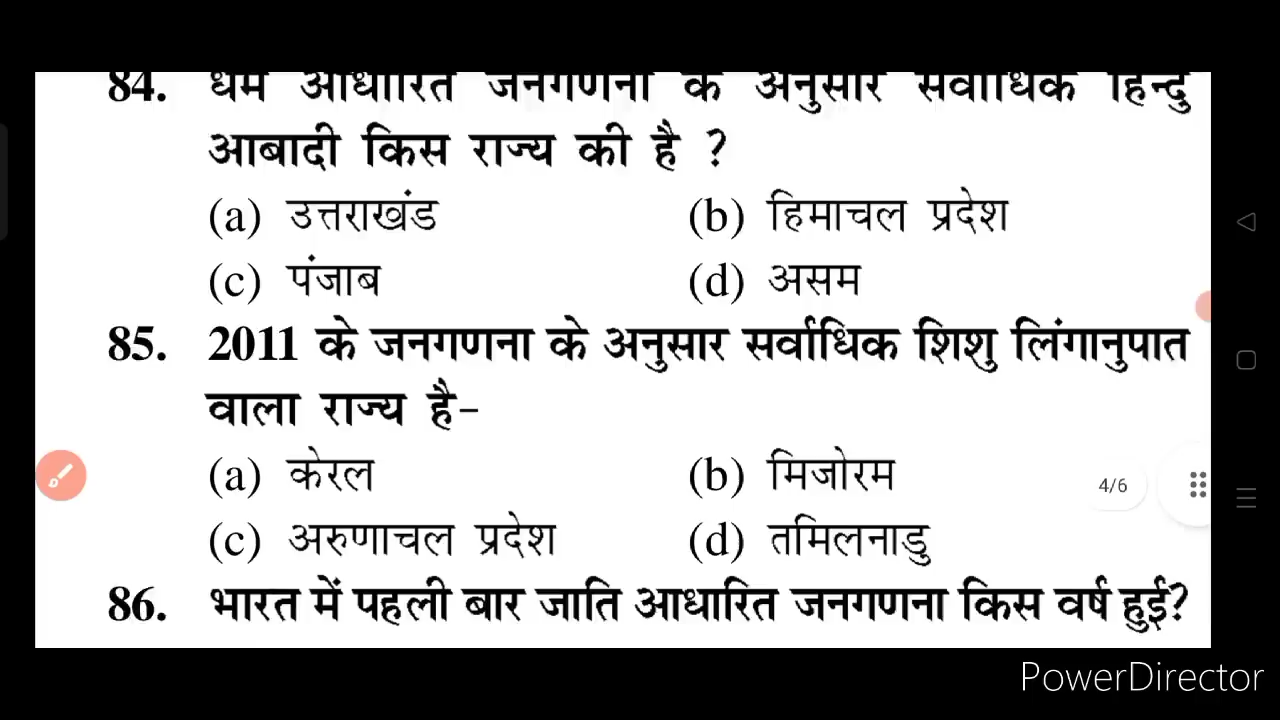 84. धर्म आधारित जनगणना के अनुसार सर्वाधिक हिन्दु
आबादी किस राज्य की है ?
(a) उत्तराखंड (b) हिमाचल प्रदेश
(c) पंजाब (d) असम
85. 2011 के जनगणना के अनुसार सर्वाधिक शिशु लिंगानुपात
वाला राज्य है-
(a) केरल (b) मिजोरम
4/6
(c) अरुणाचल प्रदेश (d) तमिलनाडु
86. भारत में पहली बार जाति आधारित जनगणना किस वर्ष हुई?
PowerDirector